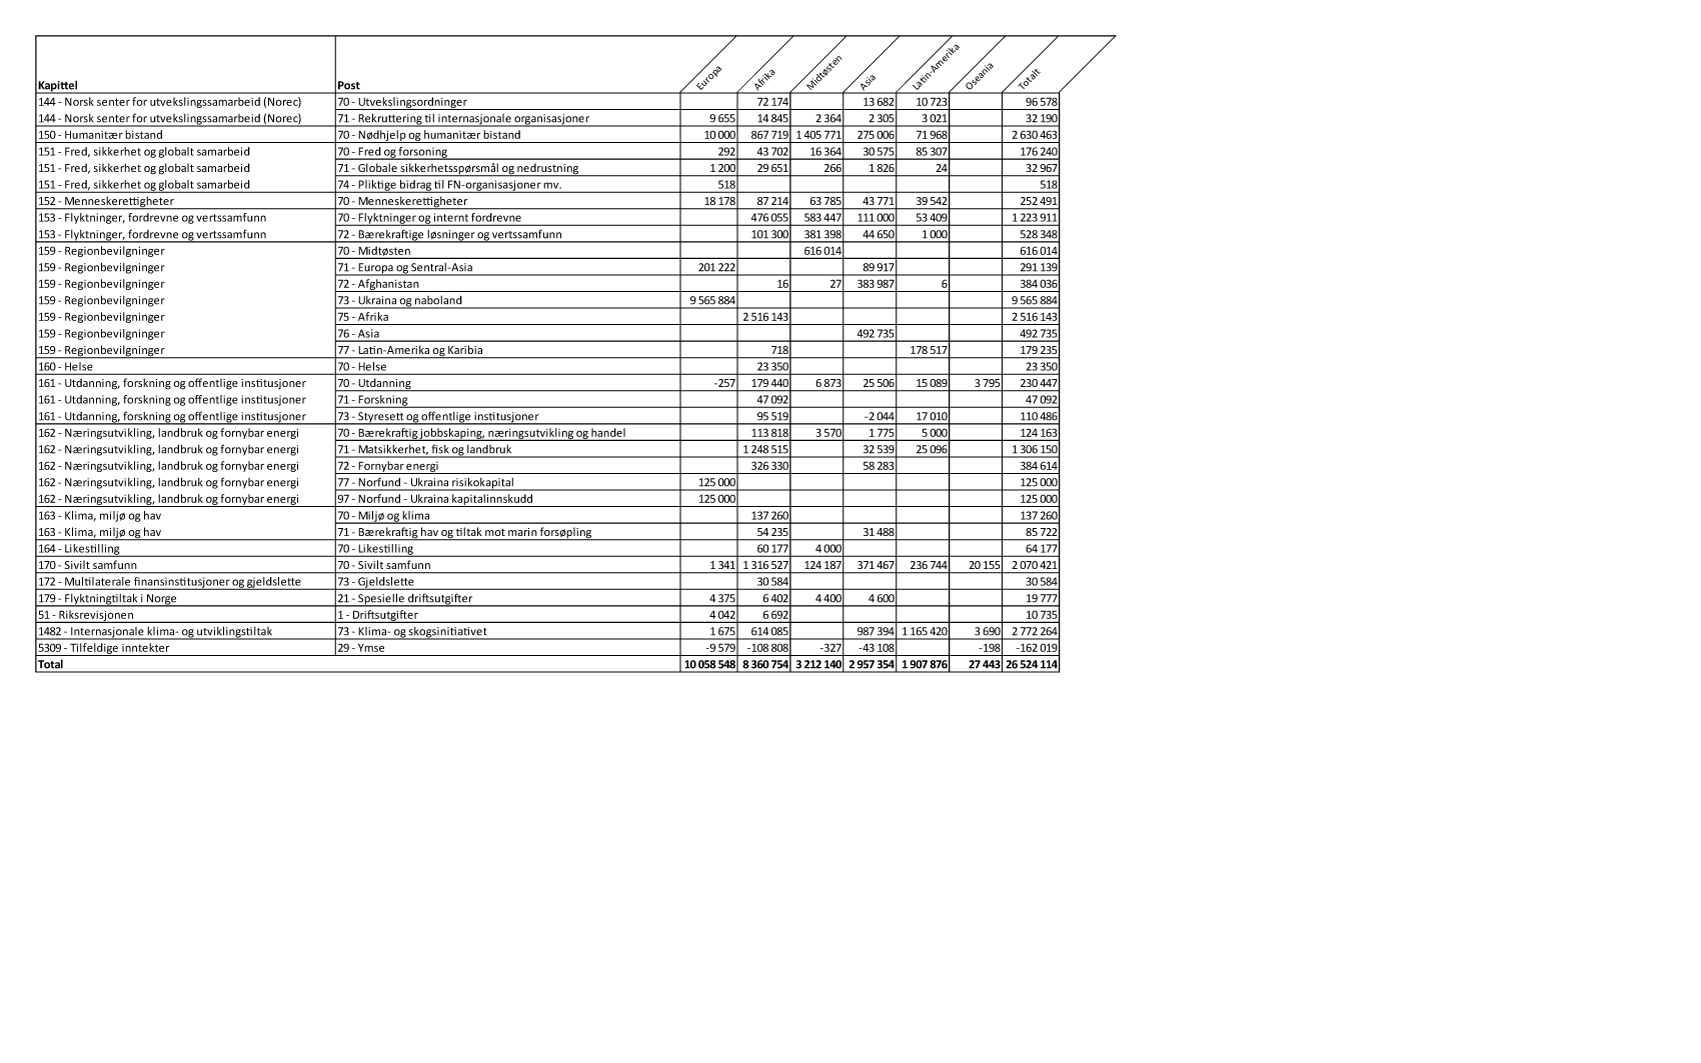 Kapittel Post Europa Afrika Midtøsten Asia Latin-Amerika Oseania Totalt
144 - Norsk senter for utvekslingssamarbeid (Norec) 70 - Utvekslingsordninger 72 174 13 682 10 723 96 578
144 - Norsk senter for utvekslingssamarbeid (Norec) 71 - Rekruttering til internasjonale organisasjoner 9 655 14 845 2 364 2 305 3 021 32 190
150 - Humanitær bistand 70 - Nødhjelp og humanitær bistand 10 000 867 719 1 405 771 275 006 71 968 2 630 463
151 - Fred, sikkerhet og globalt samarbeid 70 - Fred og forsoning 292 43 702 16 364 30 575 85 307 176 240
151 - Fred, sikkerhet og globalt samarbeid 71 - Globale sikkerhetsspørsmål og nedrustning 1 200 29 651 266 1 826 24 32 967
151 - Fred, sikkerhet og globalt samarbeid 74 - Pliktige bidrag til FN-organisasjoner mv. 518 518
152 - Menneskerettigheter 70 - Menneskerettigheter 18 178 87 214 63 785 43 771 39 542 252 491
153 - Flyktninger, fordrevne og vertssamfunn 70 - Flyktninger og internt fordrevne 476 055 583 447 111 000 53 409 1 223 911
153 - Flyktninger, fordrevne og vertssamfunn 72 - Bærekraftige løsninger og vertssamfunn 101 300 381 398 44 650 1 000 528 348
159 - Regionbevilgninger 70 - Midtøsten 616 014 616 014
159 - Regionbevilgninger 71 - Europa og Sentral-Asia 201 222 89 917 291 139
159 - Regionbevilgninger 72 - Afghanistan 16 27 383 987 6 384 036
159 - Regionbevilgninger 73 - Ukraina og naboland 9 565 884 9 565 884
159 - Regionbevilgninger 75 - Afrika 2 516 143 2 516 143
159 - Regionbevilgninger 76 - Asia 492 735 492 735
159 - Regionbevilgninger 77 - Latin-Amerika og Karibia 718 178 517 179 235
160 - Helse 70 - Helse 23 350 23 350
161 - Utdanning, forskning og offentlige institusjoner 70 - Utdanning -257 179 440 6 873 25 506 15 089 3 795 230 447
161 - Utdanning, forskning og offentlige institusjoner 71 - Forskning 47 092 47 092
161 - Utdanning, forskning og offentlige institusjoner 73 - Styresett og offentlige institusjoner 95 519 -2 044 17 010 110 486
162 - Næringsutvikling, landbruk og fornybar energi 70 - Bærekraftig jobbskaping, næringsutvikling og handel 113 818 3 570 1 775 5 000 124 163
162 - Næringsutvikling, landbruk og fornybar energi 71 - Matsikkerhet, fisk og landbruk 1 248 515 32 539 25 096 1 306 150
162 - Næringsutvikling, landbruk og fornybar energi 72 - Fornybar energi 326 330 58 283 384 614
162 - Næringsutvikling, landbruk og fornybar energi 77 - Norfund - Ukraina risikokapital 125 000 125 000
162 - Næringsutvikling, landbruk og fornybar energi 97 - Norfund - Ukraina kapitalinnskudd 125 000 125 000
163 - Klima, miljø og hav 70 - Miljø og klima 137 260 137 260
163 - Klima, miljø og hav 71 - Bærekraftig hav og tiltak mot marin forsøpling 54 235 31 488 85 722
164 - Likestilling 70 - Likestilling 60 177 4 000 64 177
170 - Sivilt samfunn 70 - Sivilt samfunn 1 341 1 316 527 124 187 371 467 236 744 20 155 2 070 421
172 - Multilaterale finansinstitusjoner og gjeldslette 73 - Gjeldslette 30 584 30 584
179 - Flyktningtiltak i Norge 21 - Spesielle driftsutgifter 4 375 6 402 4 400 4 600 19 777
51 - Riksrevisjonen 1 - Driftsutgifter 4 042 6 692 10 735
1482 - Internasjonale klima- og utviklingstiltak 73 - Klima- og skogsinitiativet 1 675 614 085 987 394 1 165 420 3 690 2 772 264
5309 - Tilfeldige inntekter 29 - Ymse -9 579 -108 808 -327 -43 108 -198 -162 019
Total 10 058 548 8 360 754 3 212 140 2 957 354 1 907 876 27 443 26 524 114